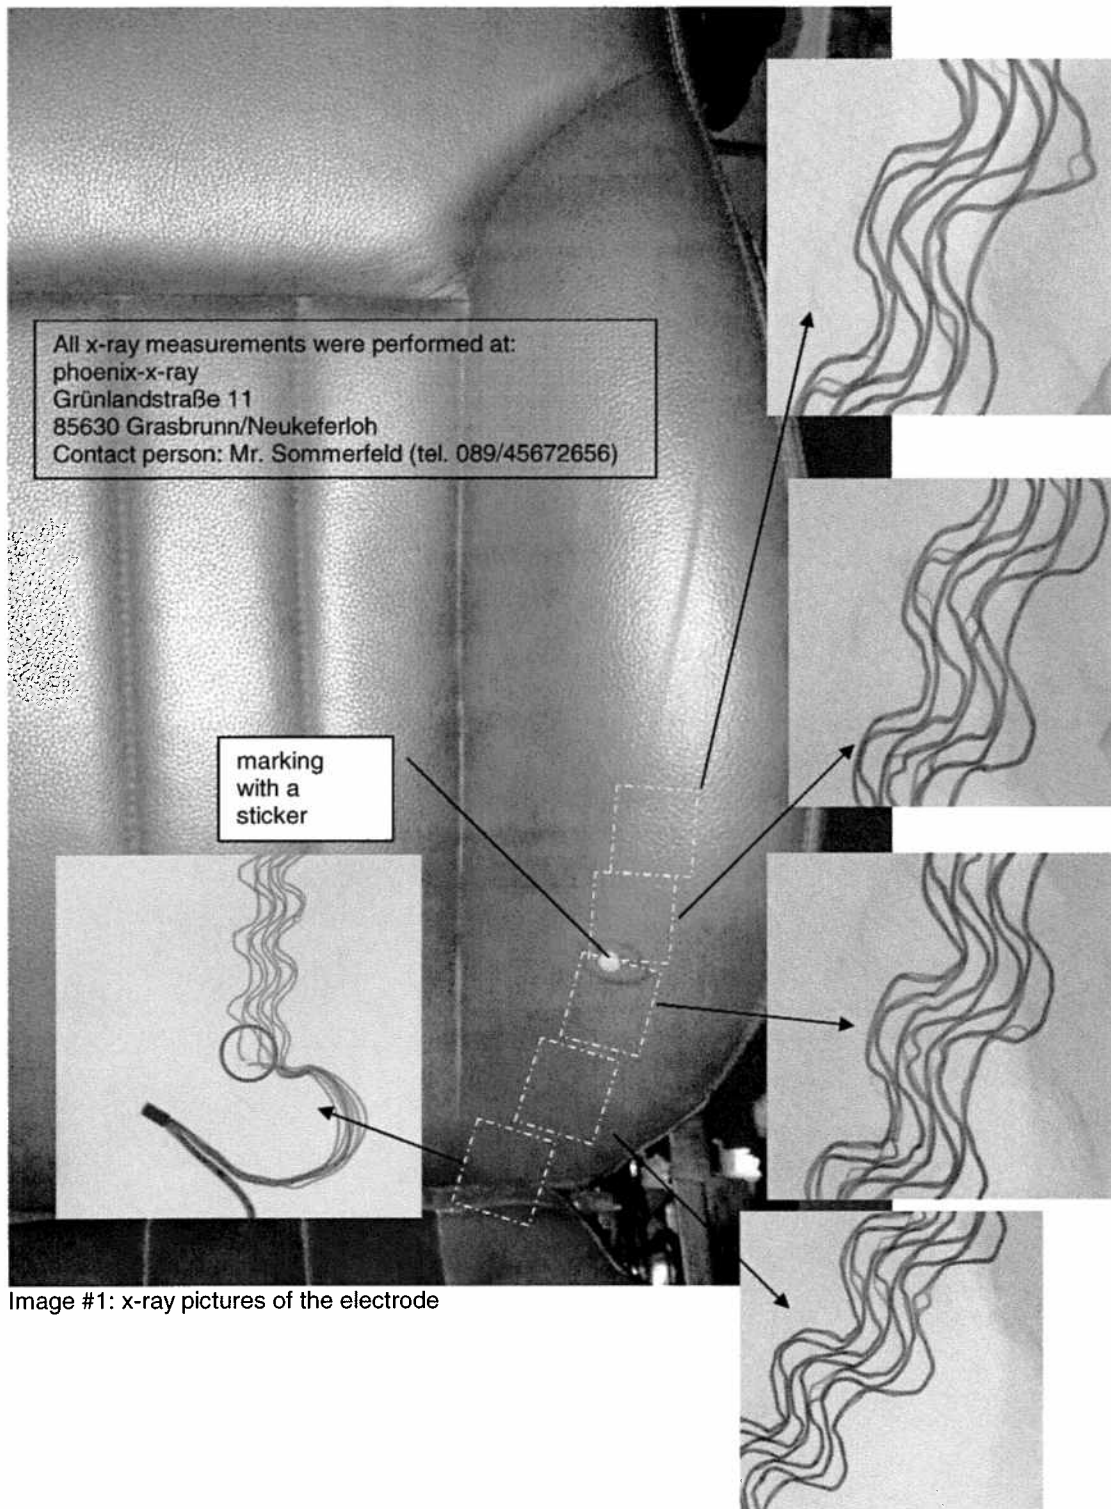 All x-ray measurements were performed at:
phoenix-x-ray
Grünlandstraße 11
85630 Grasbrunn/Neukeferloh
Contact person: Mr. Sommerfeld (tel. 089/45672656)
marking
with a
sticker
Image #1: x-ray pictures of the electrode